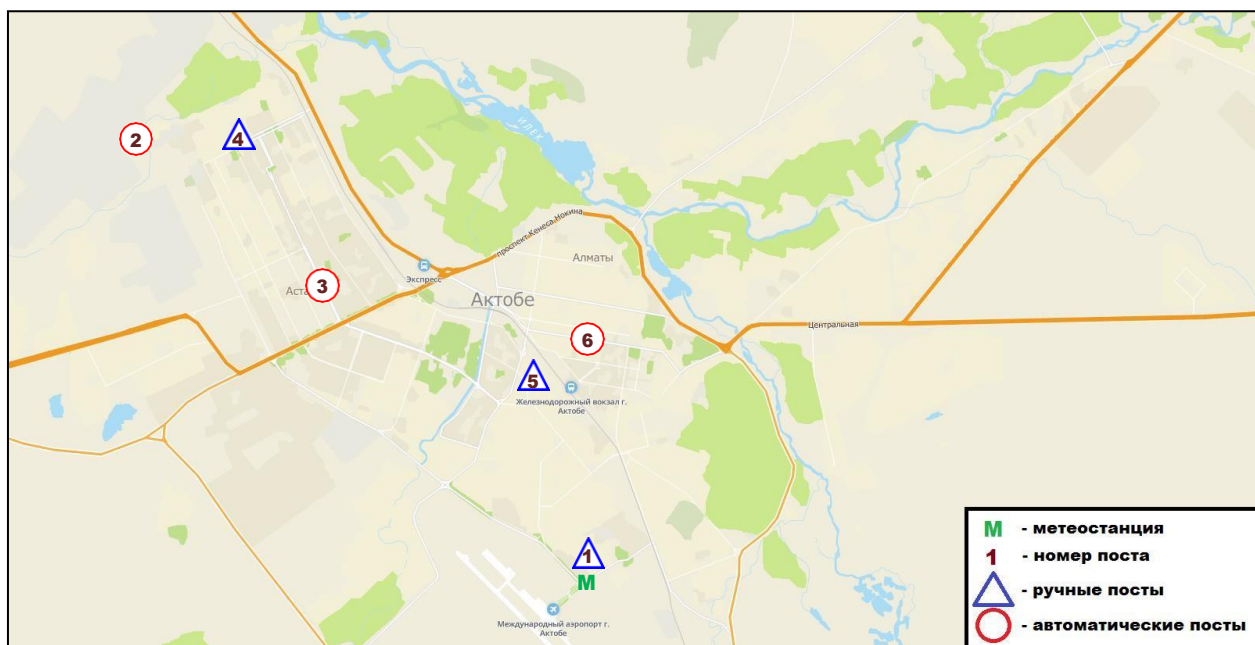 ИЛЕК
2
4
проспект Кенеса Нокина
Алматы
Экспресс
3
Аста
Актобе
Центральная
6
5
Железнодорожный вокзал г.
Актобе
1
М
Международный аэропорт г.
Актобе
М - метеостанция
1 - номер поста
- ручные посты
- автоматические посты